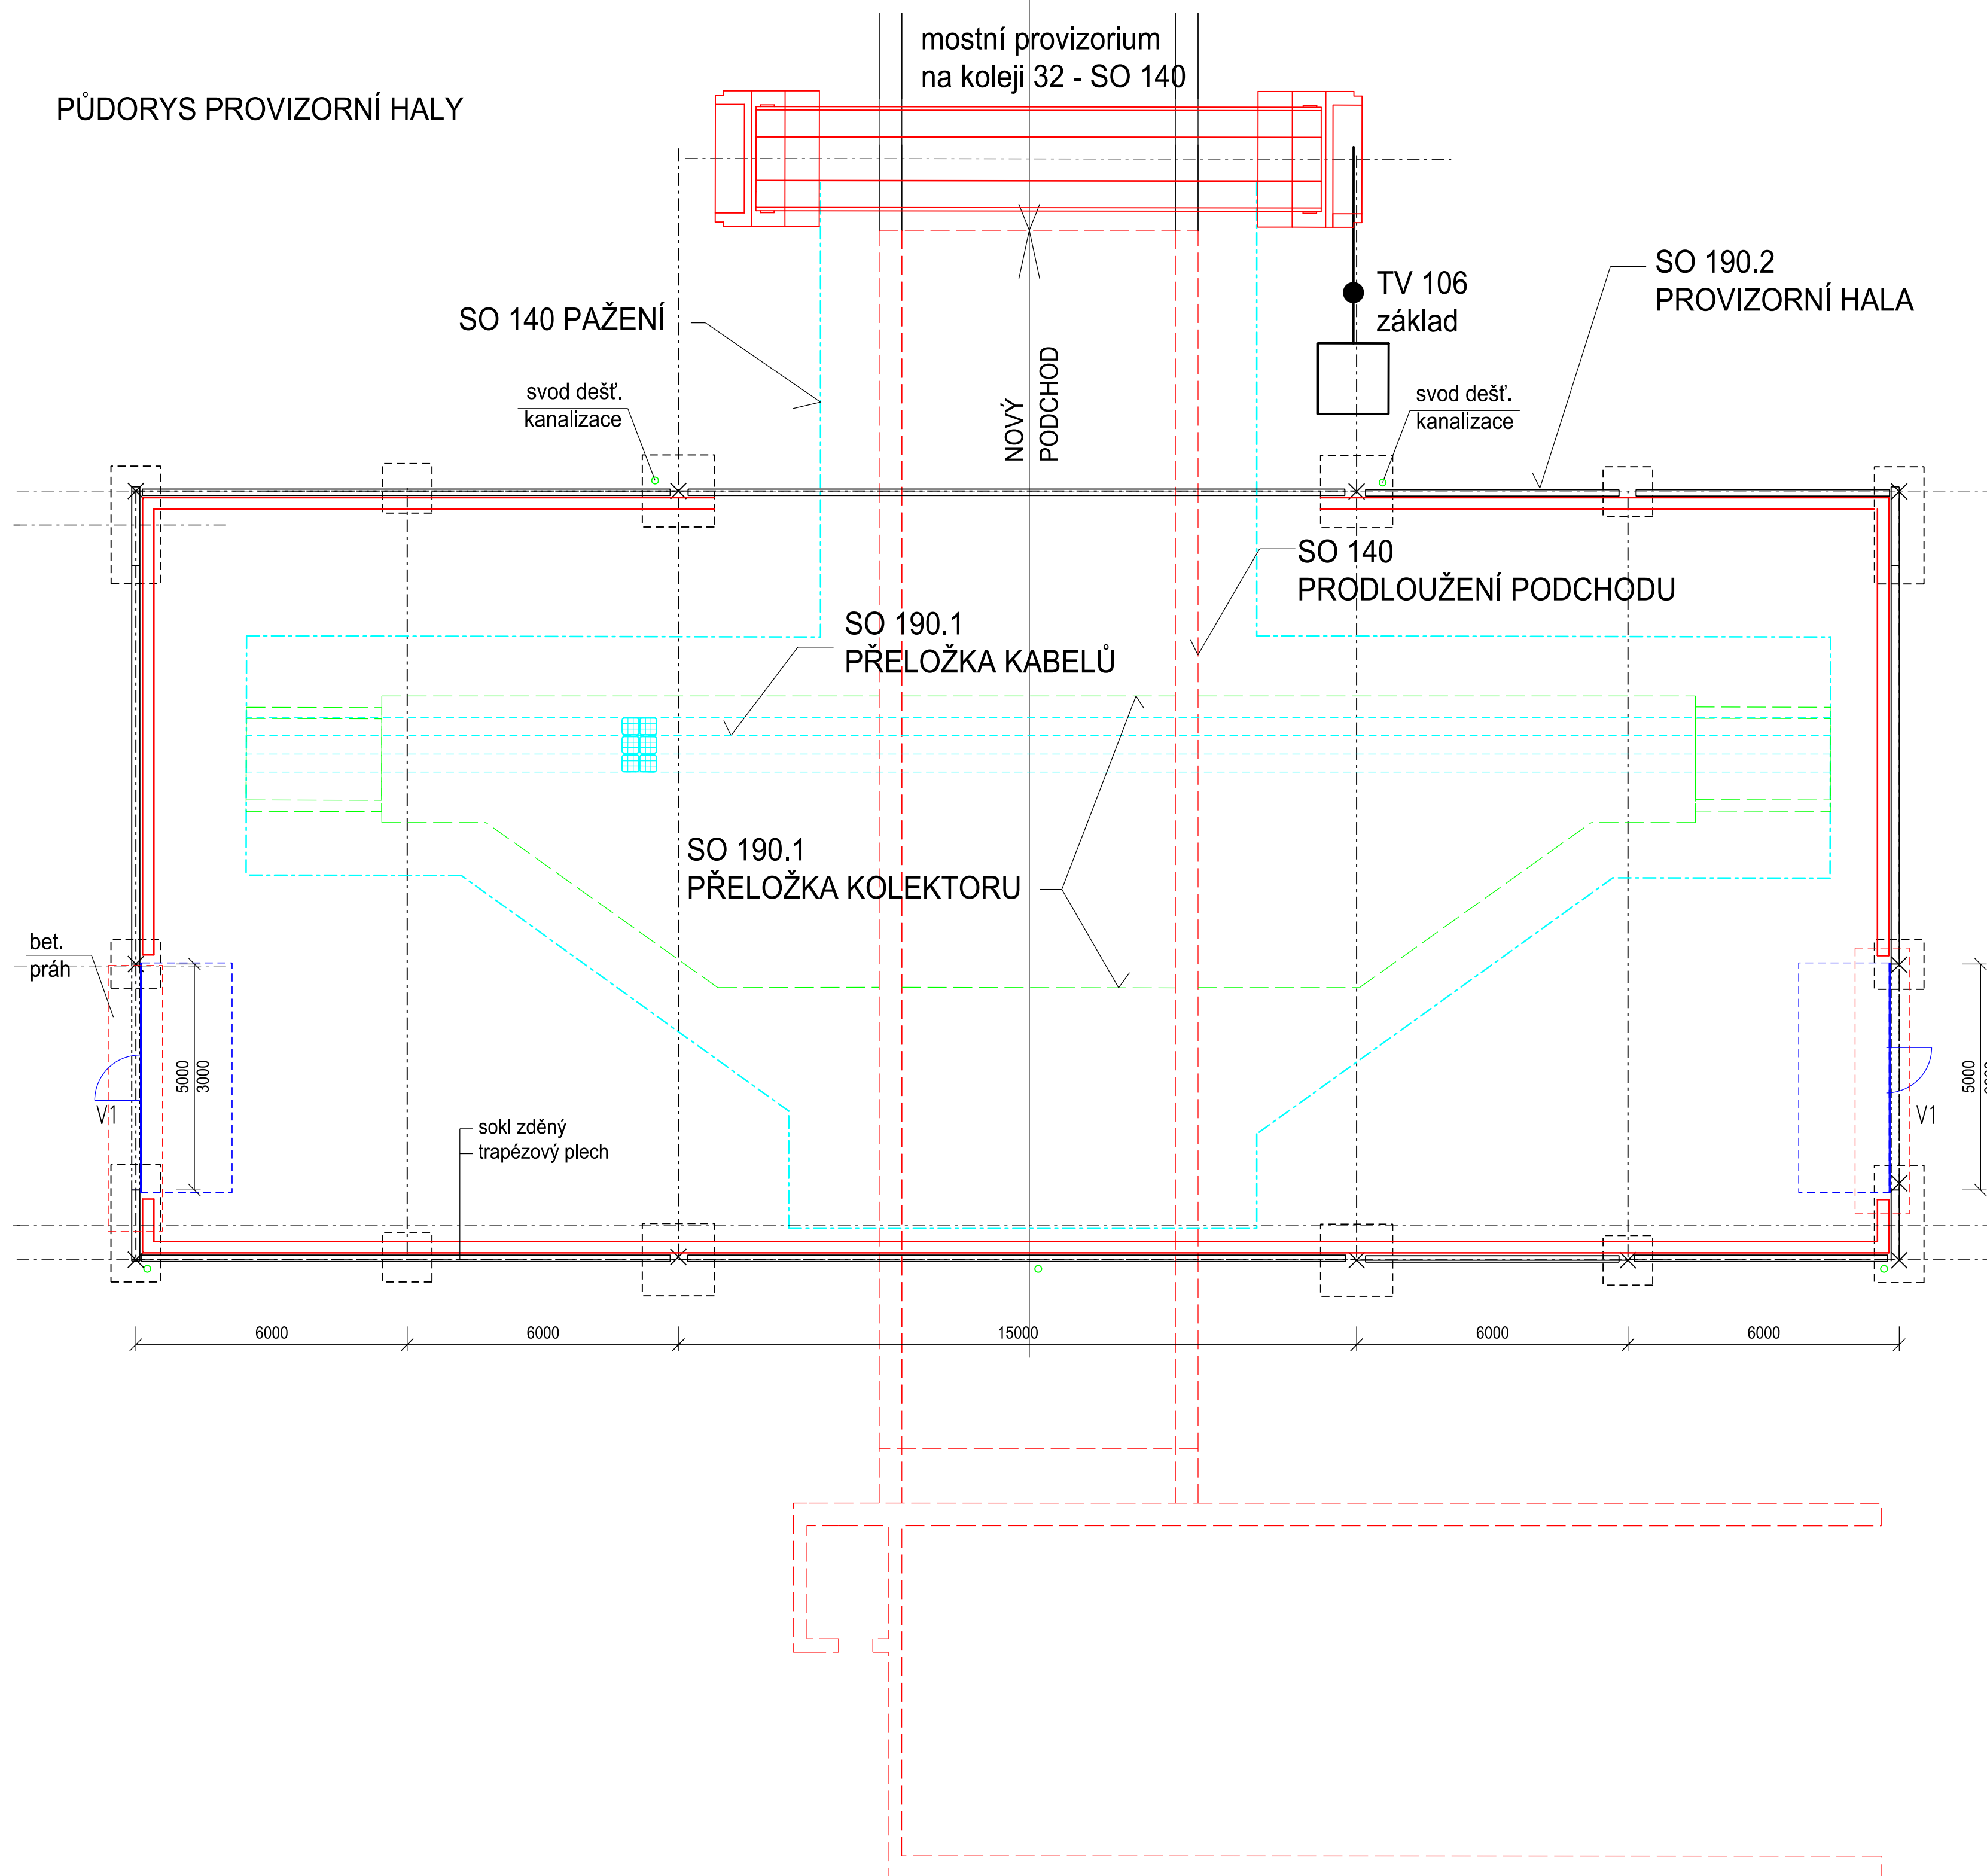 mostní provizorium
na koleji 32 - SO 140
PŮDORYS PROVIZORNÍ HALY
SO 190.2
PROVIZORNÍ HALA
TV 106
základ
SO 140 PAŽENÍ
NOVÝ
PODCHOD
svod dešť.
kanalizace
svod dešť.
kanalizace
SO 140
PRODLOUŽENÍ PODCHODU
SO 190.1
PŘELOŽKA KABELŮ
SO 190.1
PŘELOŽKA KOLEKTORU
bet.
práh
5000
3000
5000
V1
V1
sokl zděný
trapézový plech
6000
6000
15000
6000
6000